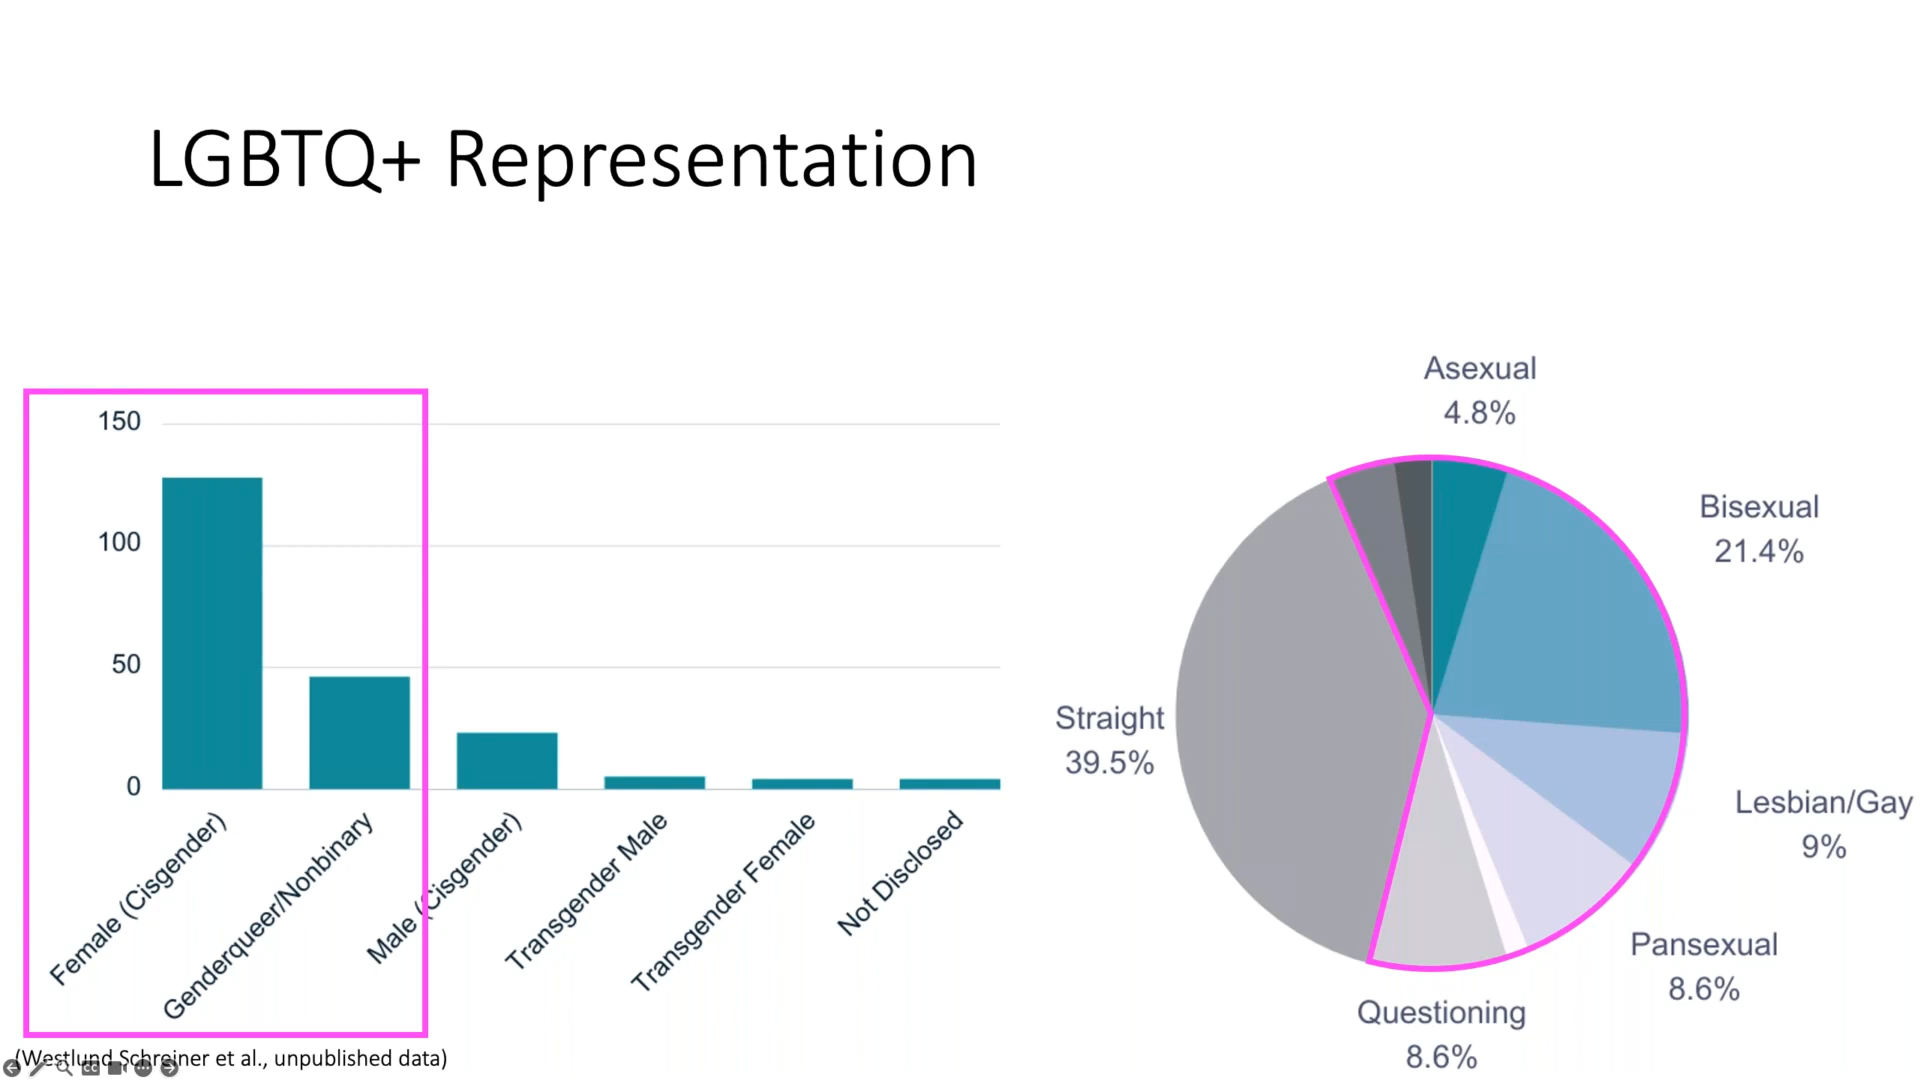 LGBTQ+ Representation
150
100
50
0
Female (Cisgender)
Genderqueer/Nonbinary
Male (Cisgender)
Transgender Male
Transgender Female
Not Disclosed
Asexual
4.8%
Bisexual
21.4%
Lesbian/Gay
9%
Pansexual
8.6%
Questioning
8.6%
Straight
39.5%
(Westlund Schreiner et al., unpublished data)
CC